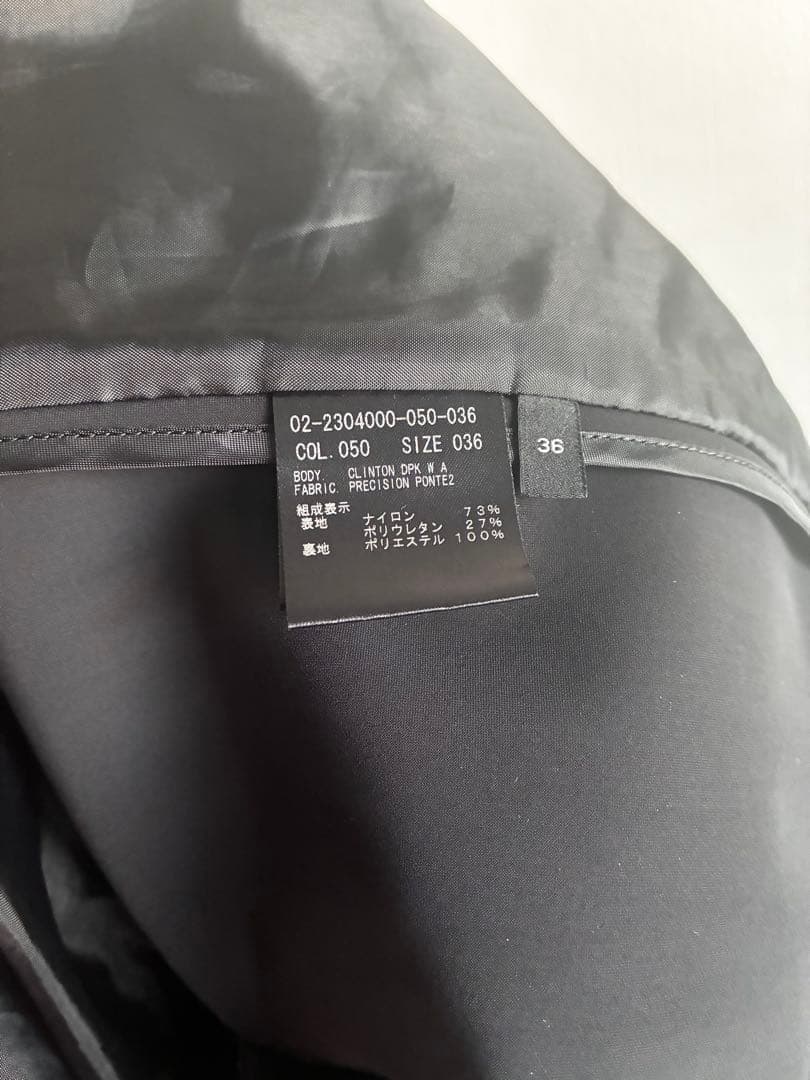 02-2304000-050-036
COL.050 SIZE 036
BODY. CLINTON DPK W A
FABRIC. PRECISION PONTE2
組成表示
表地 ナイロン 73%
ポリウレタン 27%
裏地 ポリエステル 100%
36